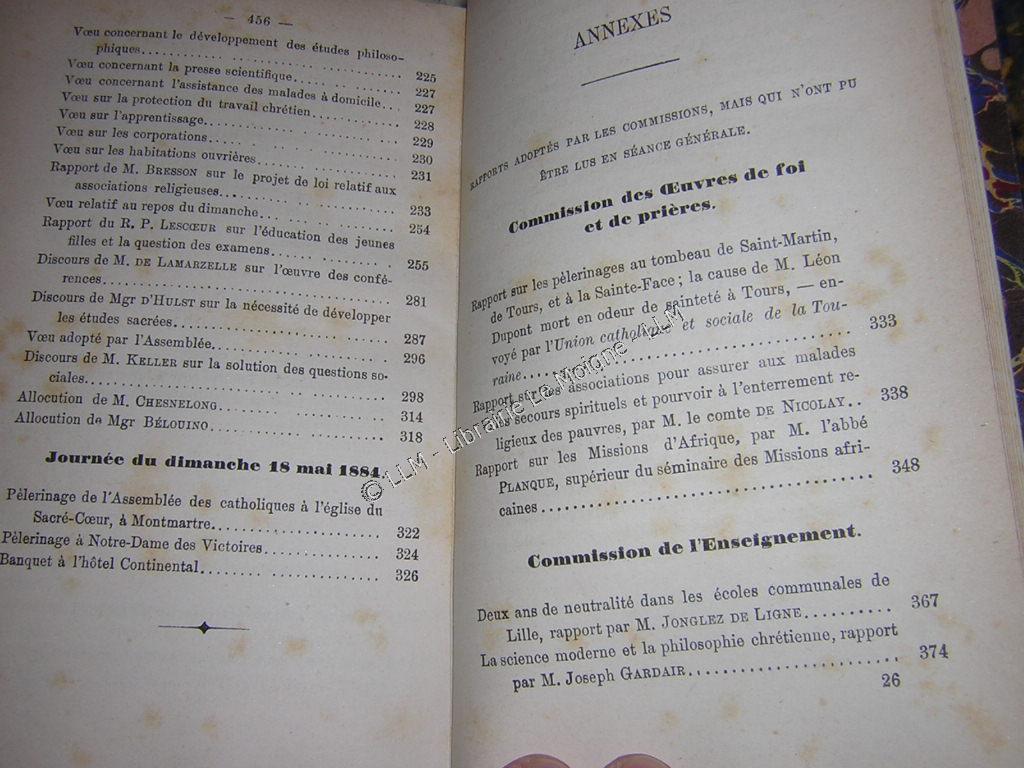 — 456 —
Vœu concernant le développement des études philoso-
phiques 225
Vœu concernant la presse scientifique 227
Vœu concernant l'assistance des malades à domicile 227
Vœu sur la protection du travail chrétien 228
Vœu sur l'apprentissage 229
Vœu sur les corporations 230
Vœu sur les habitations ouvrières 231
Rapport de M. BRESSON sur le projet de loi relatif aux
associations religieuses 233
Vœu relatif au repos du dimanche 254
Rapport du R. P. LESCŒUR sur l'éducation des jeunes
filles et la question des examens 255
Discours de M. DE LAMARZELLE sur l'œuvre des confé-
rences 281
Discours de Mgr D'HULST sur la nécessité de développer
les études sacrées 287
Vœu adopté par l'Assemblée 296
Discours de M. KELLER sur la solution des questions so-
ciales 298
Allocution de M. CHESNELONG 314
Allocution de Mgr BÉLOUINO 318
Journée du dimanche 18 mai 1884.
Pèlerinage de l'Assemblée des catholiques à l'église du
Sacré-Cœur, à Montmartre 322
Pèlerinage à Notre-Dame des Victoires 324
Banquet à l'hôtel Continental 326
ANNEXES
RAPPORTS ADOPTÉS PAR LES COMMISSIONS, MAIS QUI N'ONT PU
ÊTRE LUS EN SÉANCE GÉNÉRALE.
Commission des Œuvres de foi
et de prières.
Rapport sur les pèlerinages au tombeau de Saint-Martin,
de Tours, et à la Sainte-Face ; la cause de M. Léon
Dupont mort en odeur de sainteté à Tours, — en-
voyé par l'Union catholique et sociale de la Tou-
raine 333
Rapport sur les associations pour assurer aux malades
les secours spirituels et pourvoir à l'enterrement re-
ligieux des pauvres, par M. le comte DE NICOLAY 338
Rapport sur les Missions d'Afrique, par M. l'abbé
PLANQUE, supérieur du séminaire des Missions afri-
caines 348
Commission de l'Enseignement.
Deux ans de neutralité dans les écoles communales de
Lille, rapport par M. JONGLEZ DE LIGNE 367
La science moderne et la philosophie chrétienne, rapport
par M. Joseph GARDAIR 374
26
© LLM - Librairie Le Moigne - LLM